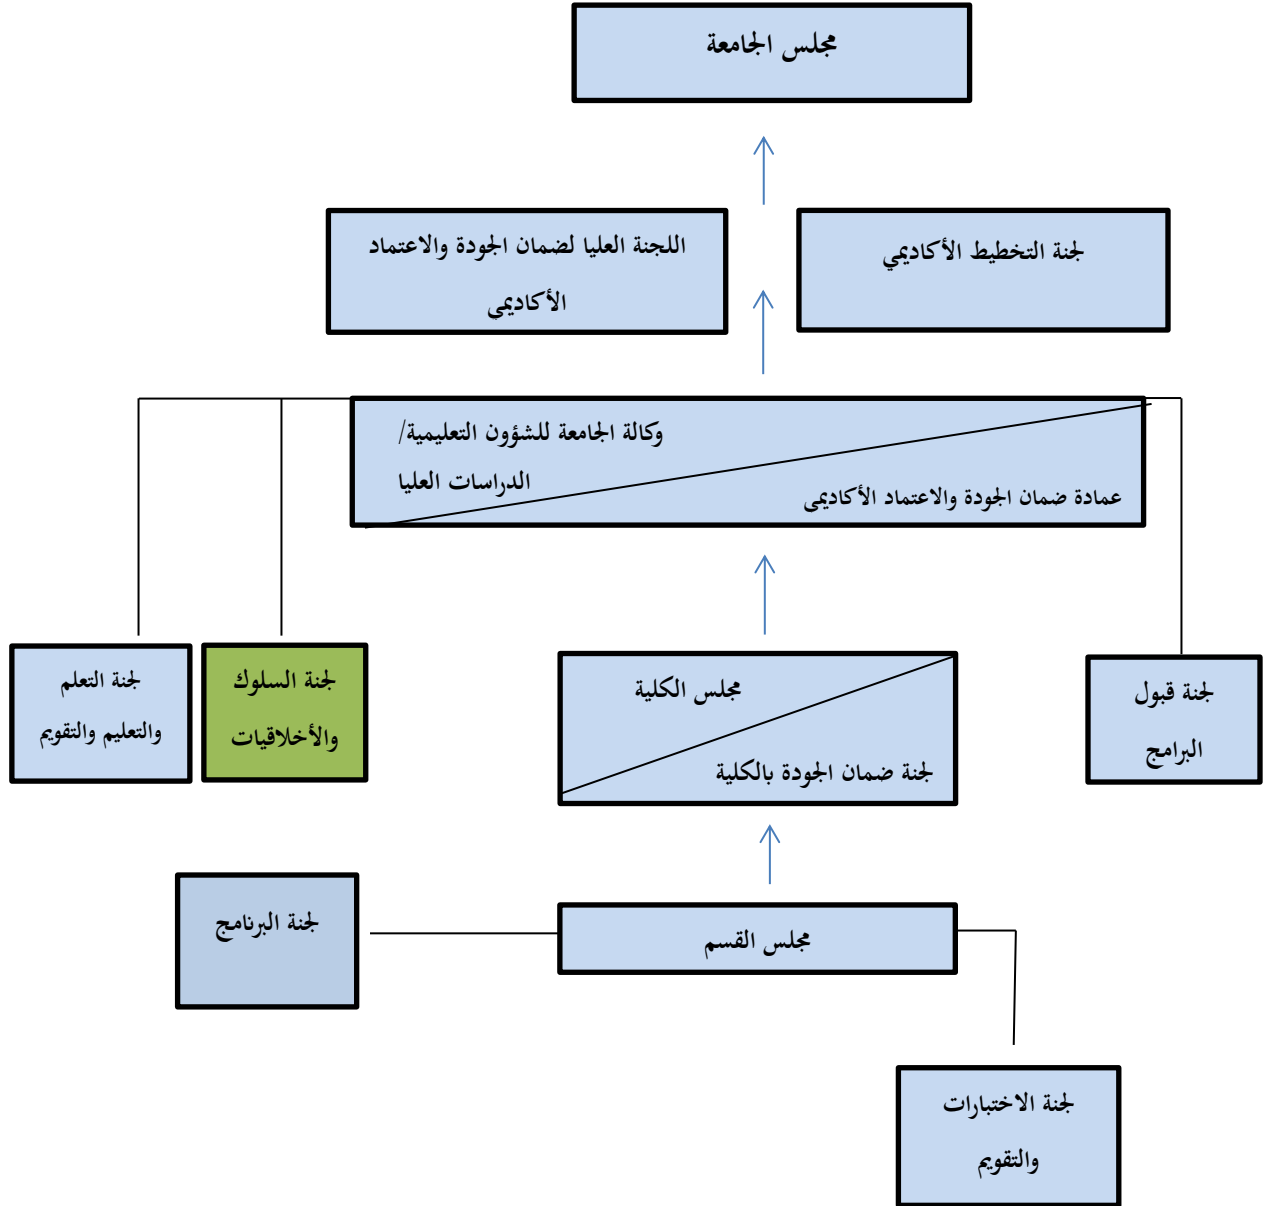 مجلس الجامعة
لجنة التخطيط الأكاديمي
اللجنة العليا لضمان الجودة والاعتماد
الأكاديمى
وكالة الجامعة للشؤون التعليمية/
الدراسات العليا
عمادة ضمان الجودة والاعتماد الأكاديمى
لجنة قبول
البرامج
مجلس الكلية
لجنة ضمان الجودة بالكلية
لجنة السلوك
والأخلاقيات
لجنة التعلم
والتعليم والتقويم
مجلس القسم
لجنة البرنامج
لجنة الاختبارات
والتقويم